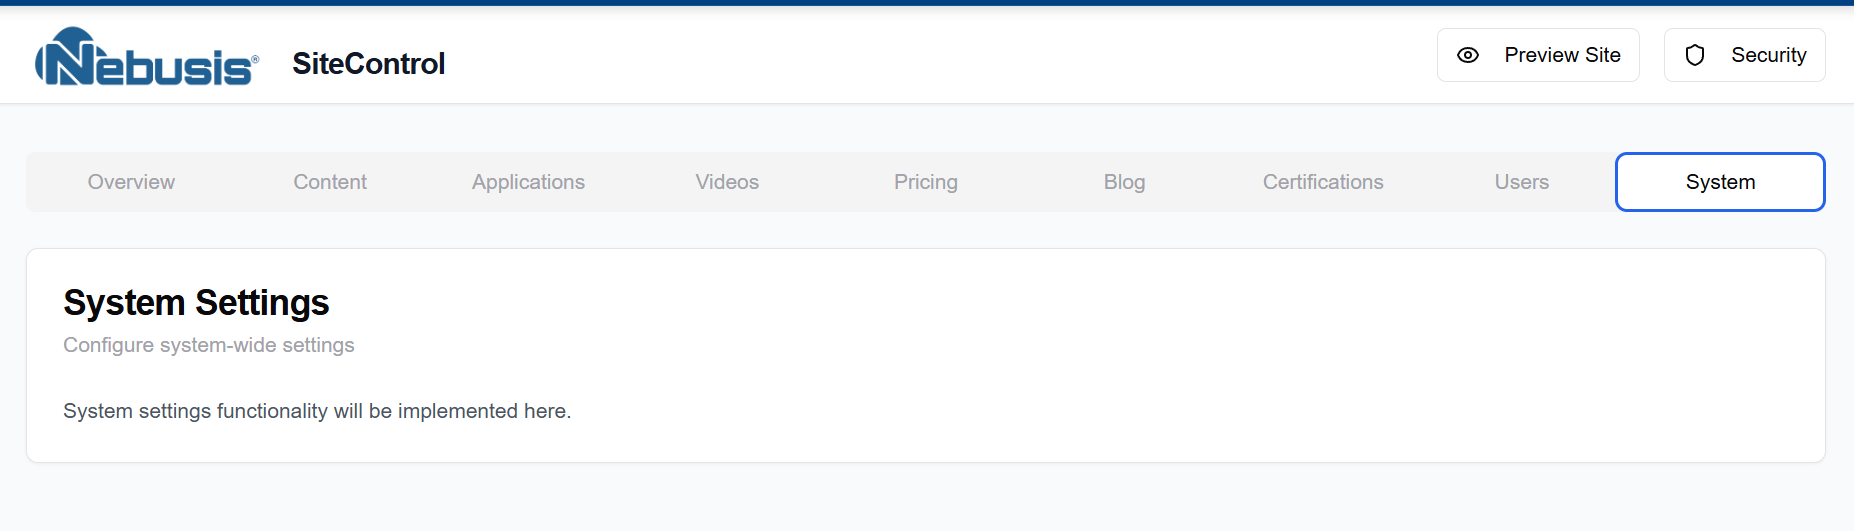 Nebusis®
SiteControl
Preview Site
Security
Overview
Content
Applications
Videos
Pricing
Blog
Certifications
Users
System
System Settings
Configure system-wide settings
System settings functionality will be implemented here.